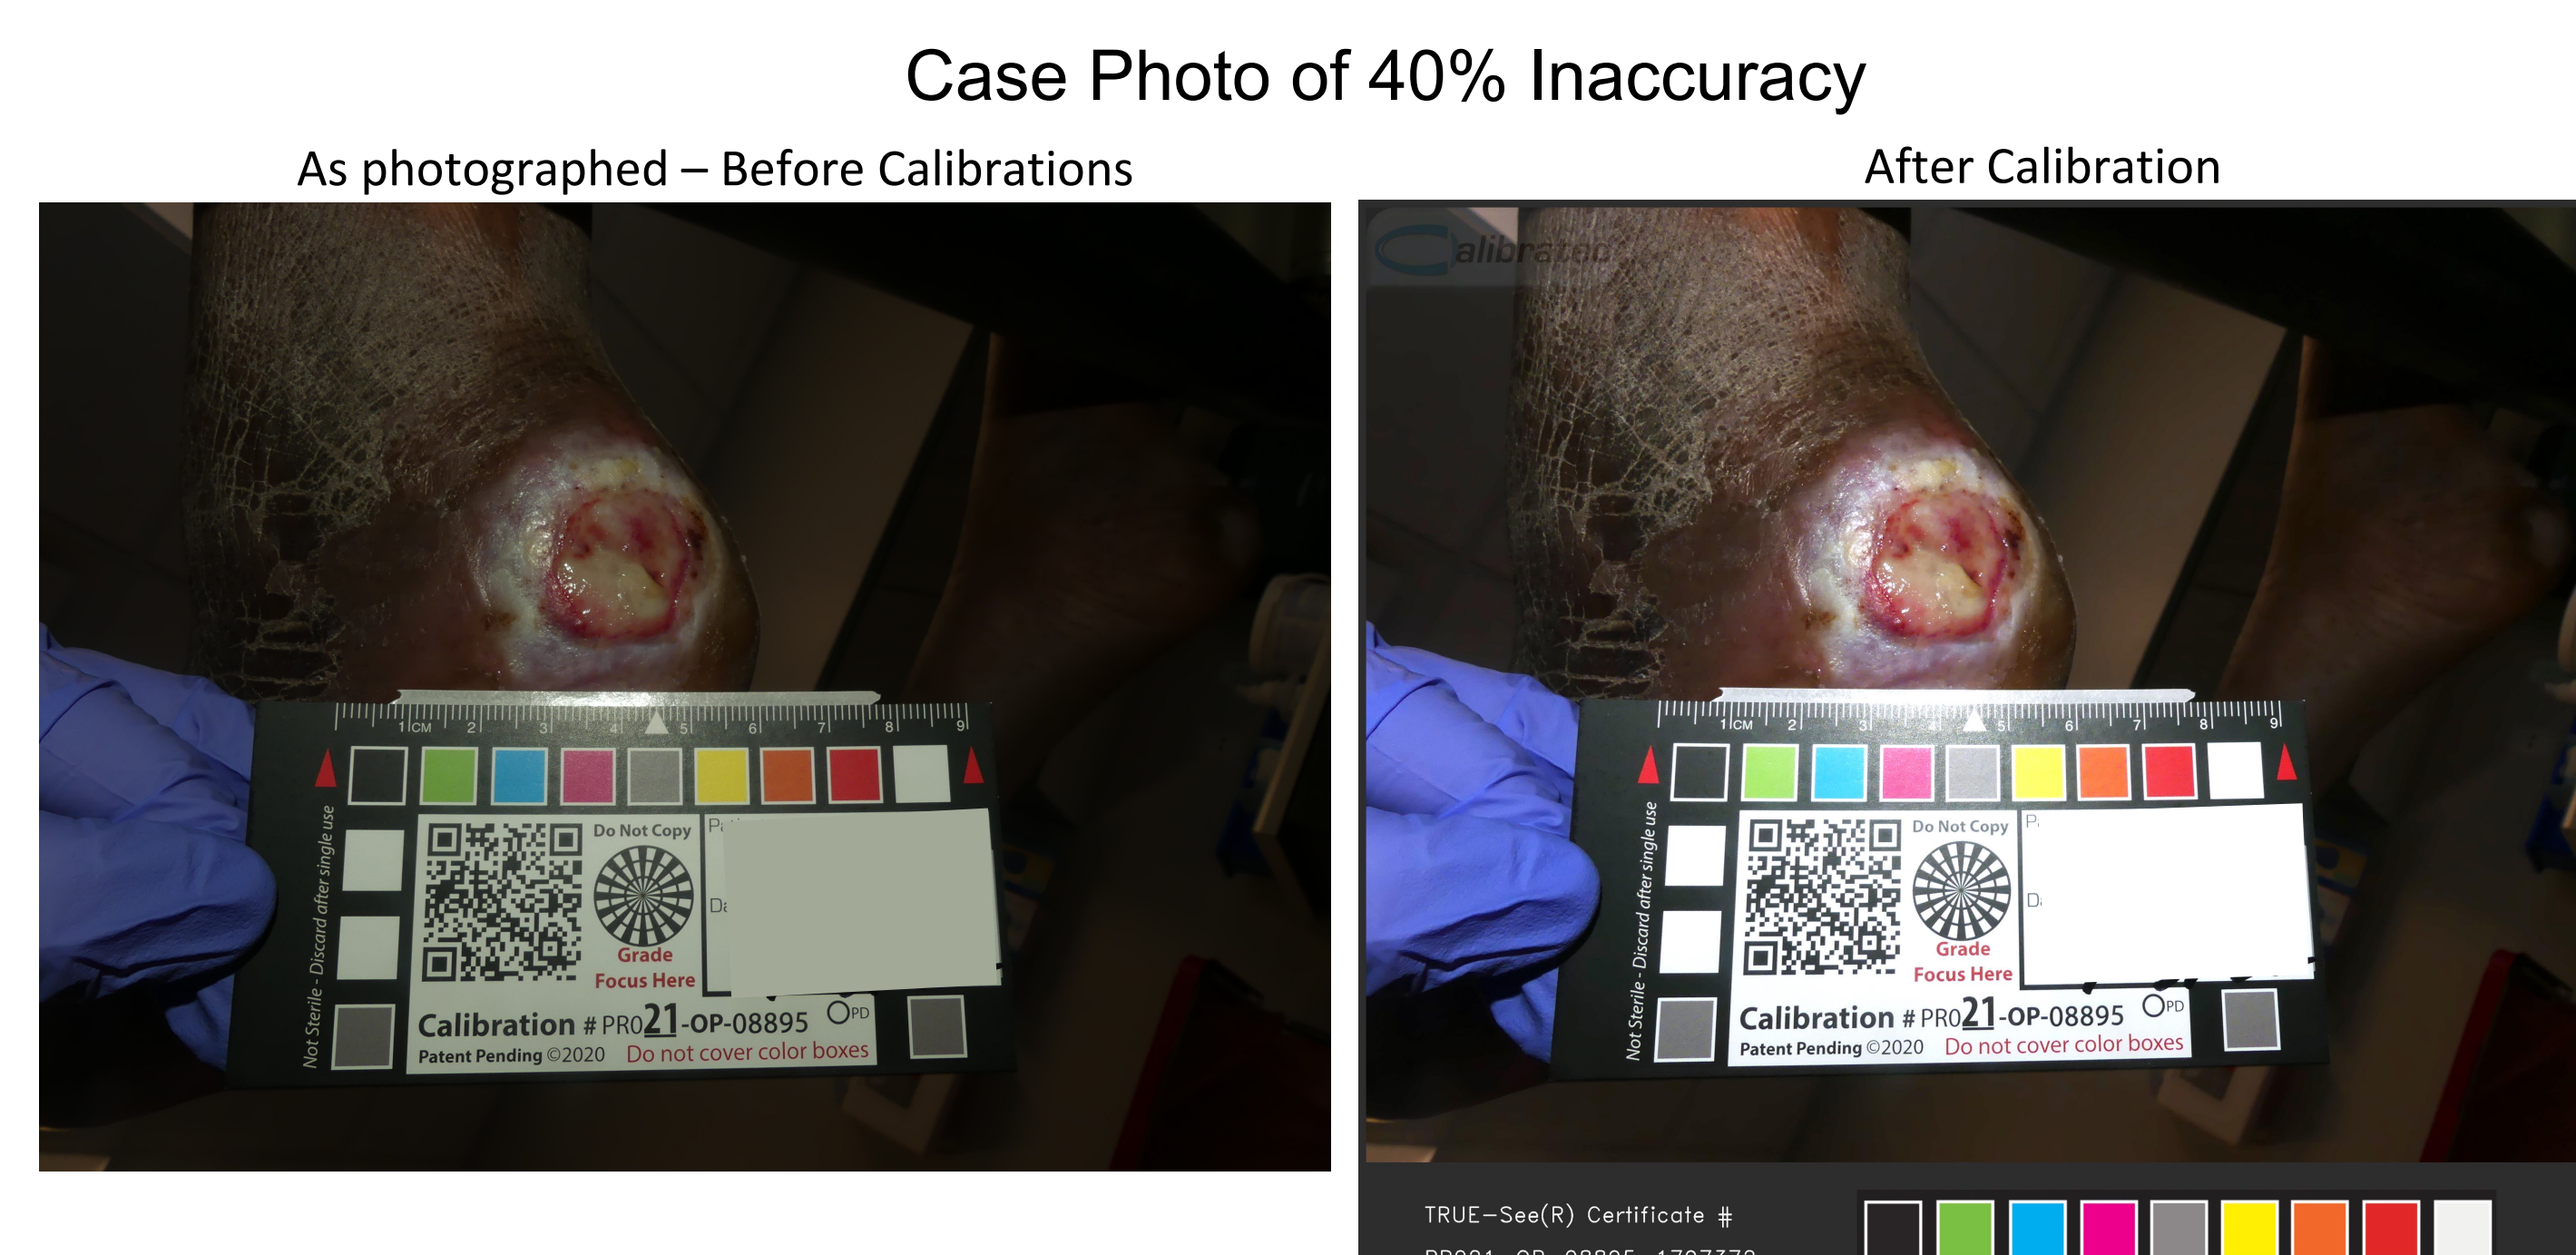 Case Photo of 40% Inaccuracy
As photographed – Before Calibrations
After Calibration
1 CM 2 3 4 5 6 7 8 9
Not Sterile - Discard after single use
Do Not Copy
Grade
Focus Here
Calibration # PRO21-OP-08895 PD
Patent Pending ©2020 Do not cover color boxes
Calibrated
1 CM 2 3 4 5 6 7 8 9
Not Sterile - Discard after single use
Do Not Copy
Grade
Focus Here
Calibration # PRO21-OP-08895 PD
Patent Pending ©2020 Do not cover color boxes
TRUE-See(R) Certificate #